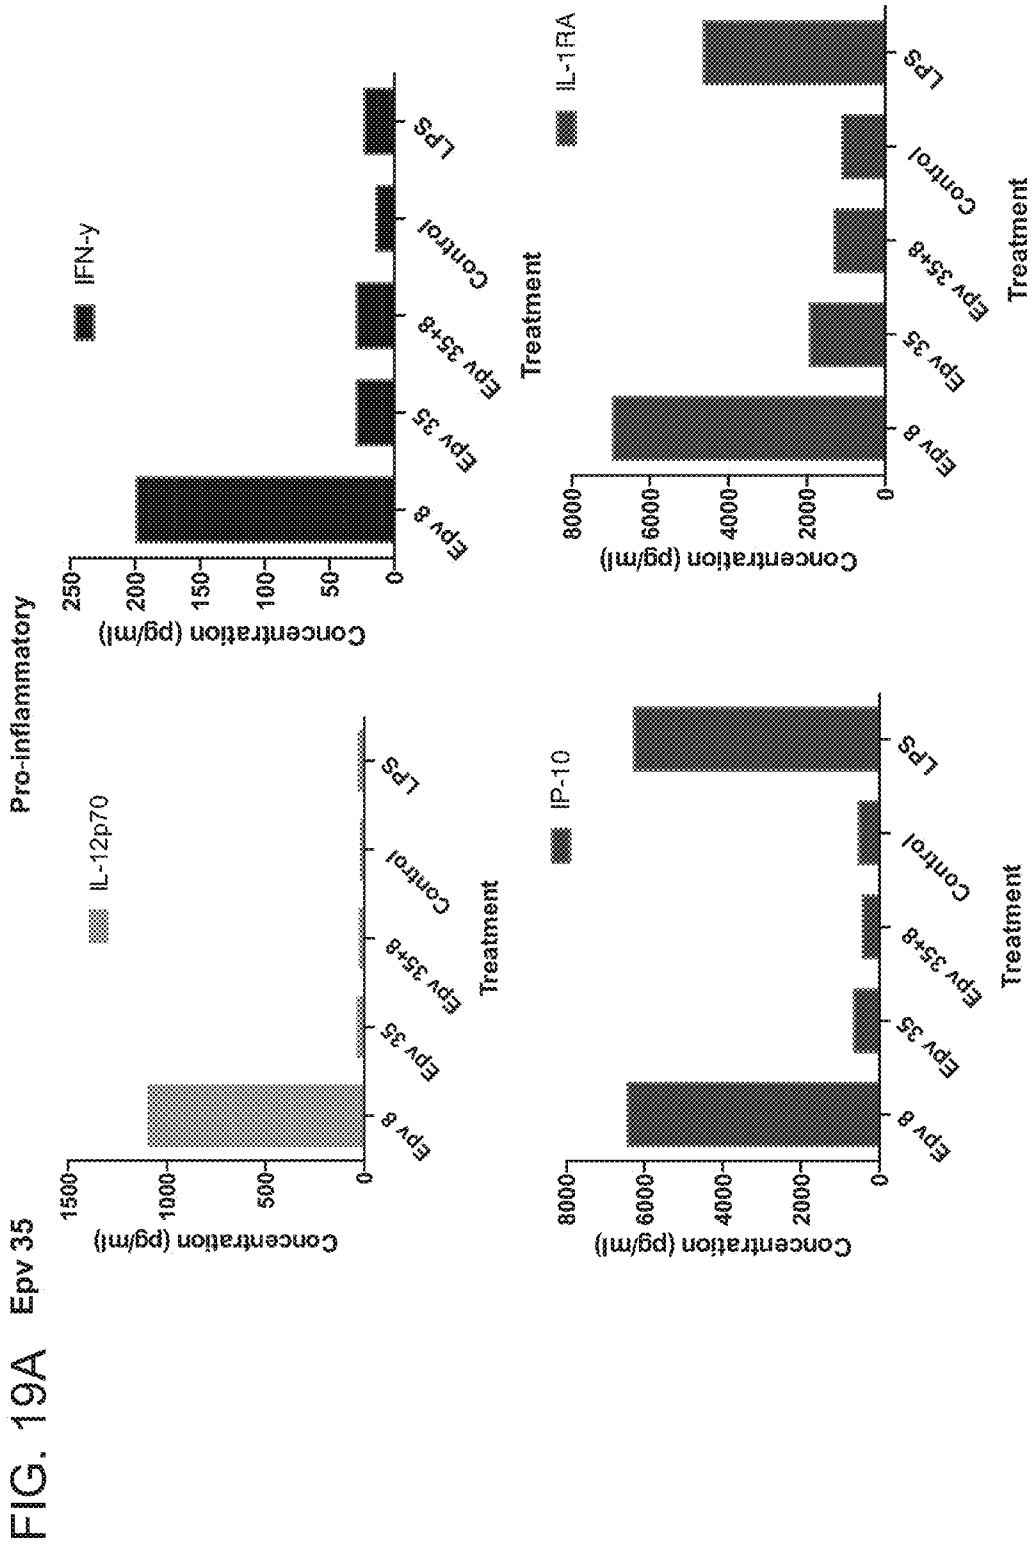 FIG. 19A Epv 35
Pro-inflammatory
IL-12p70
Concentration (pg/ml)
1500
1000
500
0
Epv 8
Epv 35
Epv 35+8
Control
LPS
Treatment
IFN-y
Concentration (pg/ml)
250
200
150
100
50
0
Epv 8
Epv 35
Epv 35+8
Control
LPS
Treatment
IP-10
Concentration (pg/ml)
8000
6000
4000
2000
0
Epv 8
Epv 35
Epv 35+8
Control
LPS
Treatment
IL-1RA
Concentration (pg/ml)
8000
6000
4000
2000
0
Epv 8
Epv 35
Epv 35+8
Control
LPS
Treatment